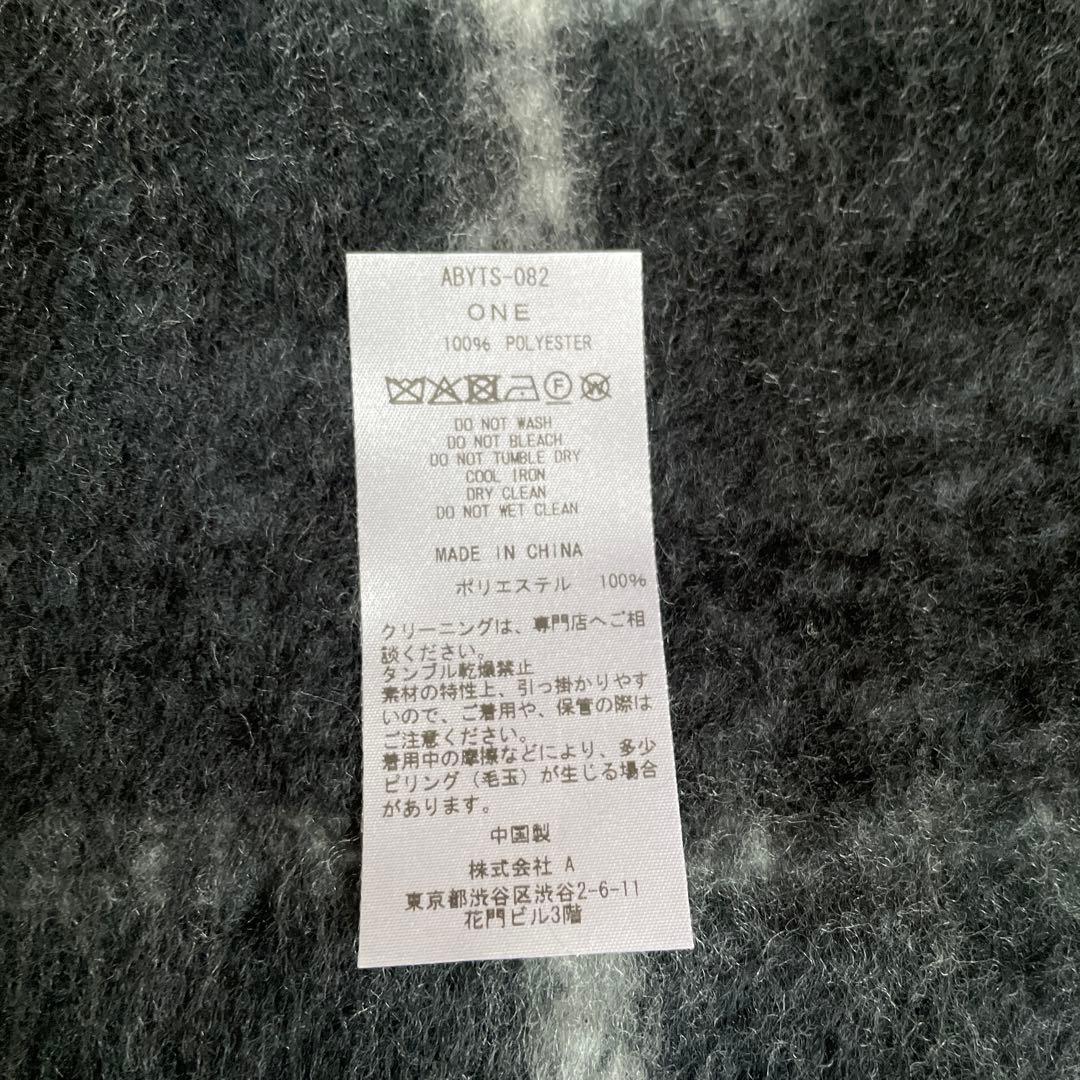 ABYTS-082
ONE
100% POLYESTER
F W
DO NOT WASH
DO NOT BLEACH
DO NOT TUMBLE DRY
COOL IRON
DRY CLEAN
DO NOT WET CLEAN
MADE IN CHINA
ポリエステル 100%
クリーニングは、専門店へご相
談ください。
タンブル乾燥禁止
素材の特性上、引っ掛かりやす
いので、ご着用や、保管の際は
ご注意ください。
着用中の摩擦などにより、多少
ピリング（毛玉）が生じる場合
があります。
中国製
株式会社 A
東京都渋谷区渋谷2-6-11
花門ビル3階